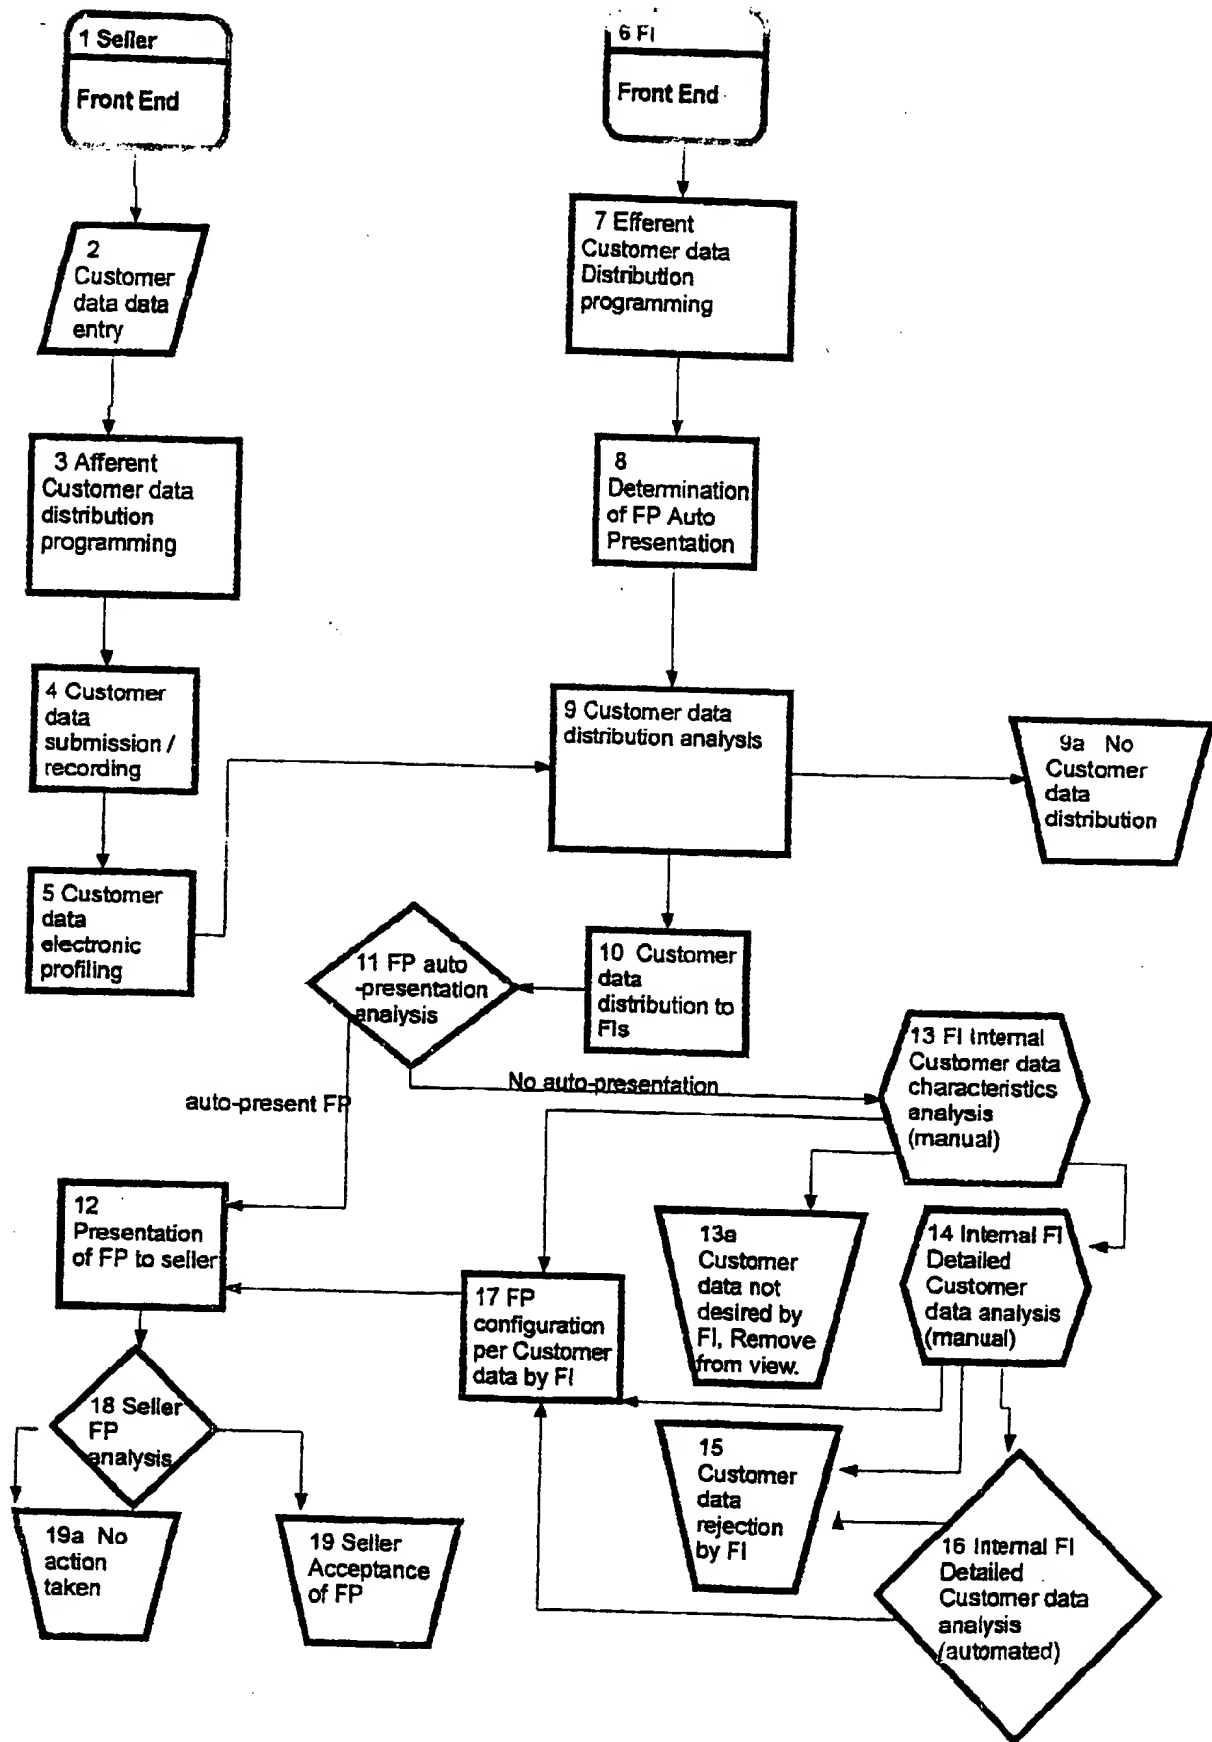 1 Seller
Front End
6 FI
Front End
2
Customer
data data
entry
7 Efferent
Customer data
Distribution
programming
3 Afferent
Customer data
distribution
programming
8
Determination
of FP Auto
Presentation
4 Customer
data
submission /
recording
9 Customer data
distribution analysis
9a No
Customer
data
distribution
5 Customer
data
electronic
profiling
11 FP auto
-presentation
analysis
10 Customer
data
distribution to
FIs
13 FI Internal
Customer data
characteristics
analysis
(manual)
No auto-presentation
auto-present FP
12
Presentation
of FP to seller
13a
Customer
data not
desired by
FI, Remove
from view.
14 Internal FI
Detailed
Customer
data analysis
(manual)
17 FP
configuration
per Customer
data by FI
18 Seller
FP
analysis
15
Customer
data
rejection
by FI
19a No
action
taken
19 Seller
Acceptance
of FP
16 Internal FI
Detailed
Customer data
analysis
(automated)